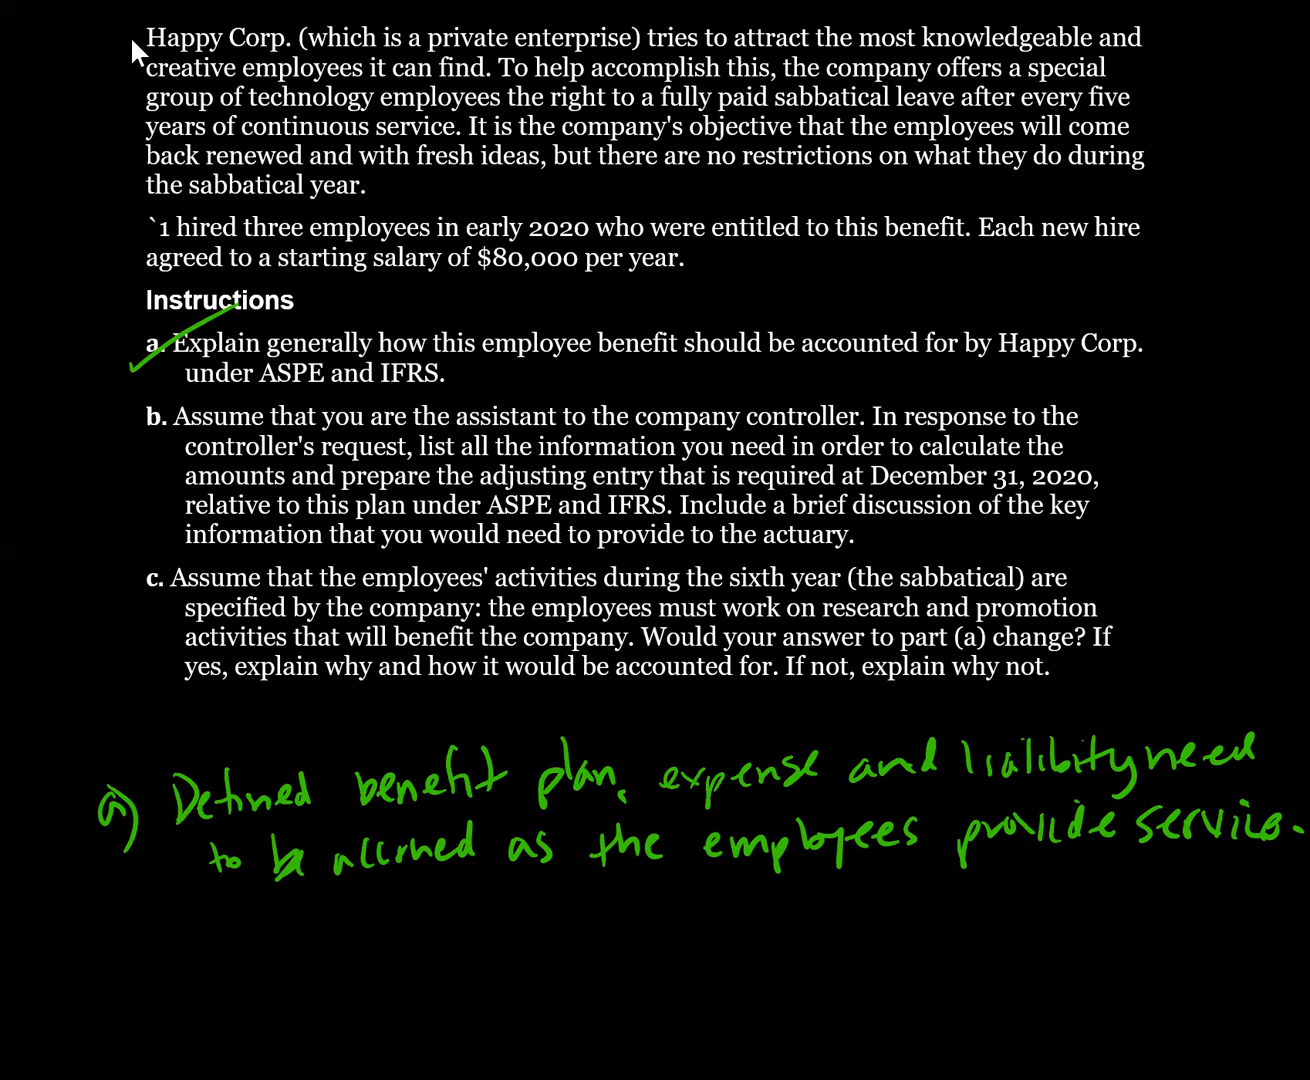 Happy Corp. (which is a private enterprise) tries to attract the most knowledgeable and
creative employees it can find. To help accomplish this, the company offers a special
group of technology employees the right to a fully paid sabbatical leave after every five
years of continuous service. It is the company's objective that the employees will come
back renewed and with fresh ideas, but there are no restrictions on what they do during
the sabbatical year.
`1 hired three employees in early 2020 who were entitled to this benefit. Each new hire
agreed to a starting salary of $80,000 per year.
Instructions
a. Explain generally how this employee benefit should be accounted for by Happy Corp.
under ASPE and IFRS.
b. Assume that you are the assistant to the company controller. In response to the
controller's request, list all the information you need in order to calculate the
amounts and prepare the adjusting entry that is required at December 31, 2020,
relative to this plan under ASPE and IFRS. Include a brief discussion of the key
information that you would need to provide to the actuary.
c. Assume that the employees' activities during the sixth year (the sabbatical) are
specified by the company: the employees must work on research and promotion
activities that will benefit the company. Would your answer to part (a) change? If
yes, explain why and how it would be accounted for. If not, explain why not.
a) Defined benefit plan, expense and lialibity need
to be accrued as the employees provide service.